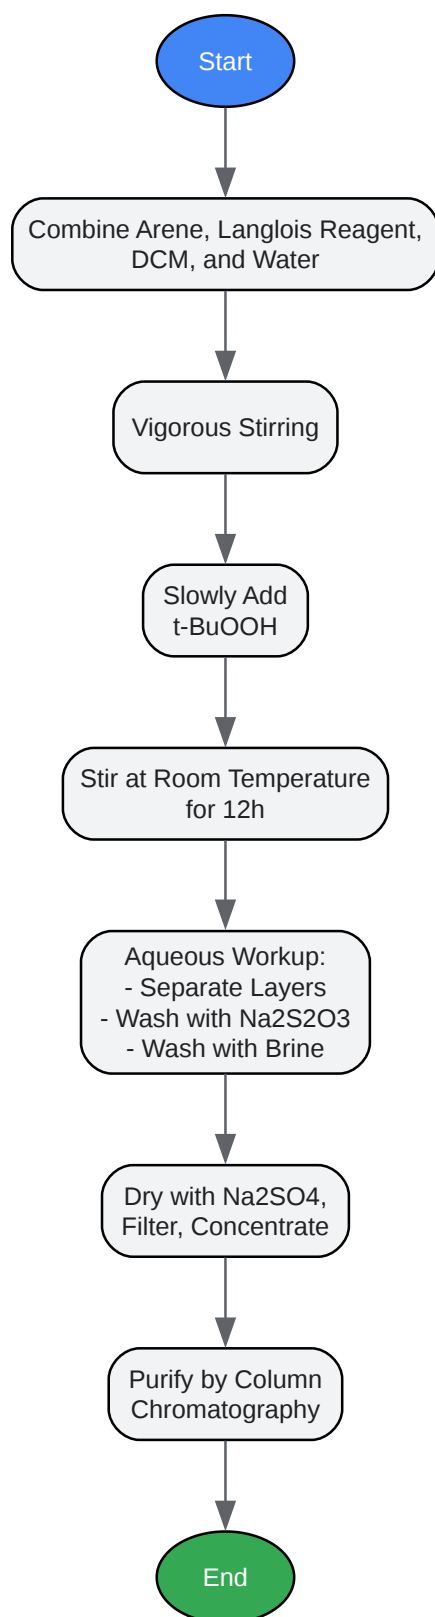 Start
Combine Arene, Langlois Reagent,
DCM, and Water
Vigorous Stirring
Slowly Add
t-BuOOH
Stir at Room Temperature
for 12h
Aqueous Workup:
- Separate Layers
- Wash with Na2S2O3
- Wash with Brine
Dry with Na2SO4,
Filter, Concentrate
Purify by Column
Chromatography
End